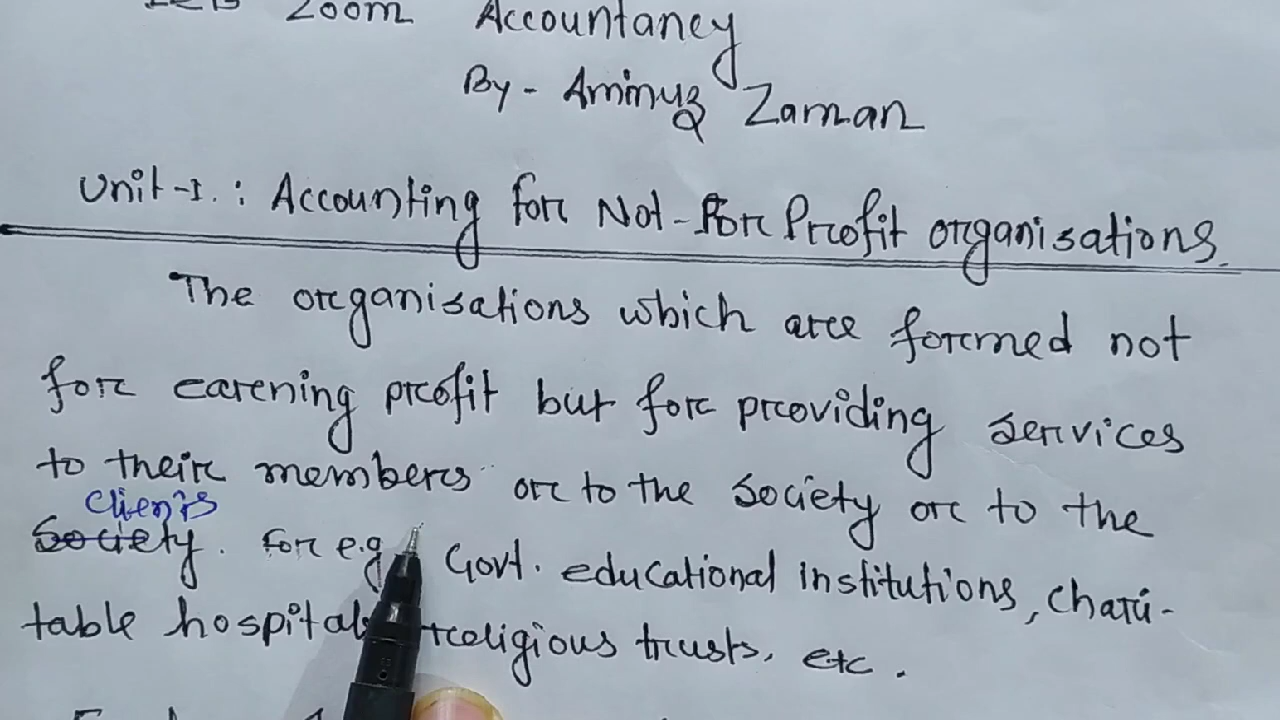 Zoom Accountancy
By - Aminuz Zaman
Unit-I. : Accounting for Not-For Profit organisations.
The organisations which are formed not
for earning profit but for providing services
to their members or to the society or to the
Clients
society. For e.g Govt. educational institutions, chari-
table hospitals religious trusts, etc.